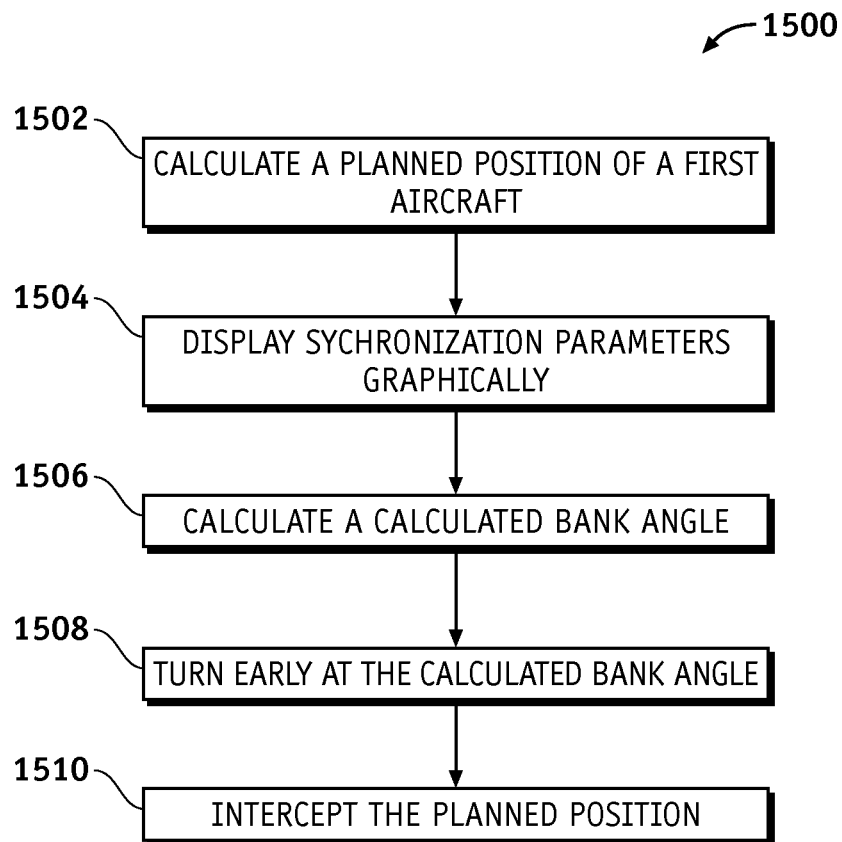 1500
1502
CALCULATE A PLANNED POSITION OF A FIRST
AIRCRAFT
1504
DISPLAY SYCHRONIZATION PARAMETERS
GRAPHICALLY
1506
CALCULATE A CALCULATED BANK ANGLE
1508
TURN EARLY AT THE CALCULATED BANK ANGLE
1510
INTERCEPT THE PLANNED POSITION